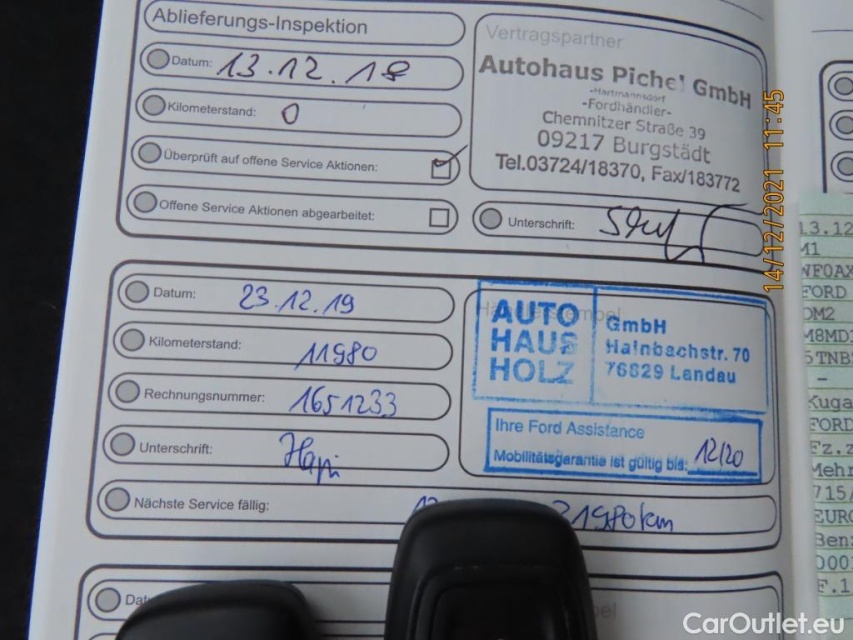 Ablieferungs-Inspektion
Datum: 13.12.18
Kilometerstand: 0
Überprüft auf offene Service Aktionen:
Offene Service Aktionen abgearbeitet:
Vertragspartner
Autohaus Pichel GmbH
-Hartmannsdorf
-Fordhändler-
Chemnitzer Straße 39
09217 Burgstädt
Tel.03724/18370, Fax/183772
Unterschrift:
14/12/2021 11:45
Datum: 23.12.19
Kilometerstand: 11980
Rechnungsnummer: 1651233
Unterschrift:
Nächste Service fällig: 31980 km
AUTO
HAUS
HOLZ
GmbH
Hainbachstr. 70
76829 Landau
Ihre Ford Assistance
Mobilitätsgarantie ist gültig bis: 12/20
13.12
M1
FORD
Kuga
FORD
Fz.z
Mehr
715/
EURO
Benz
F.1
CarOutlet.eu